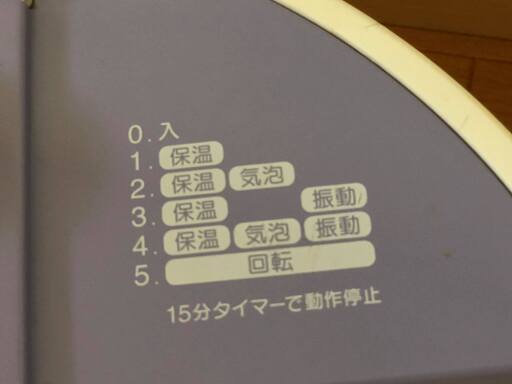 0. 入
1. 保温
2. 保温 気泡
3. 保温 振動
4. 保温 気泡 振動
5. 回転
15分タイマーで動作停止